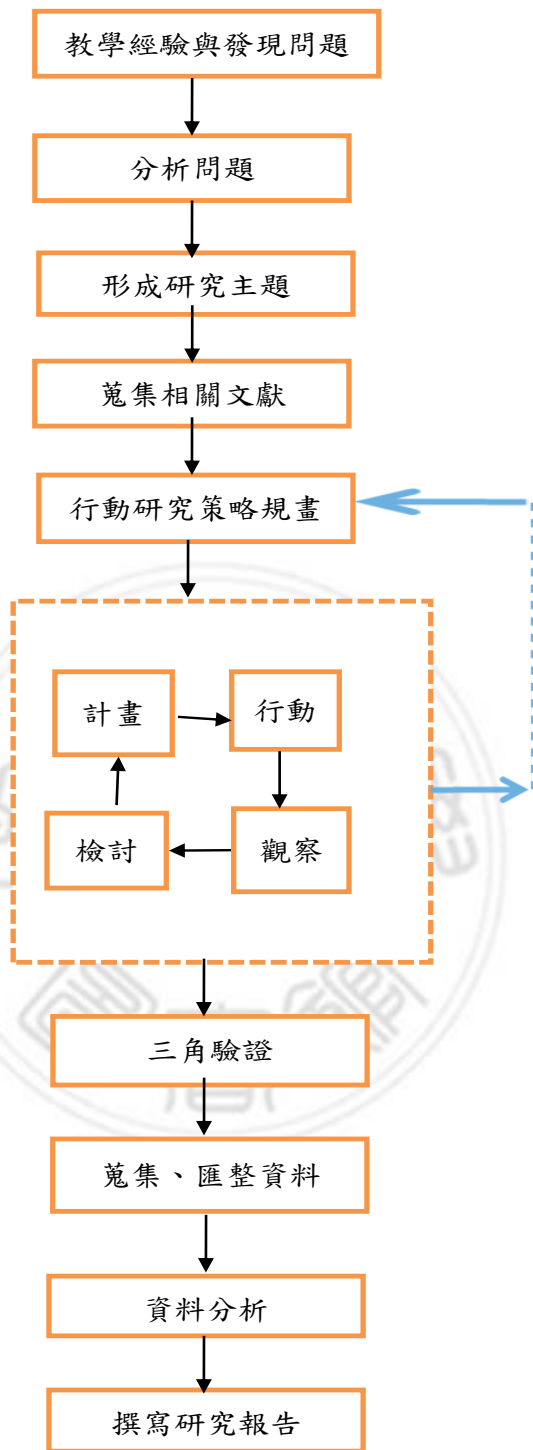 教學經驗與發現問題
分析問題
形成研究主題
蒐集相關文獻
行動研究策略規畫
計畫
行動
檢討
觀察
三角驗證
蒐集、匯整資料
資料分析
撰寫研究報告